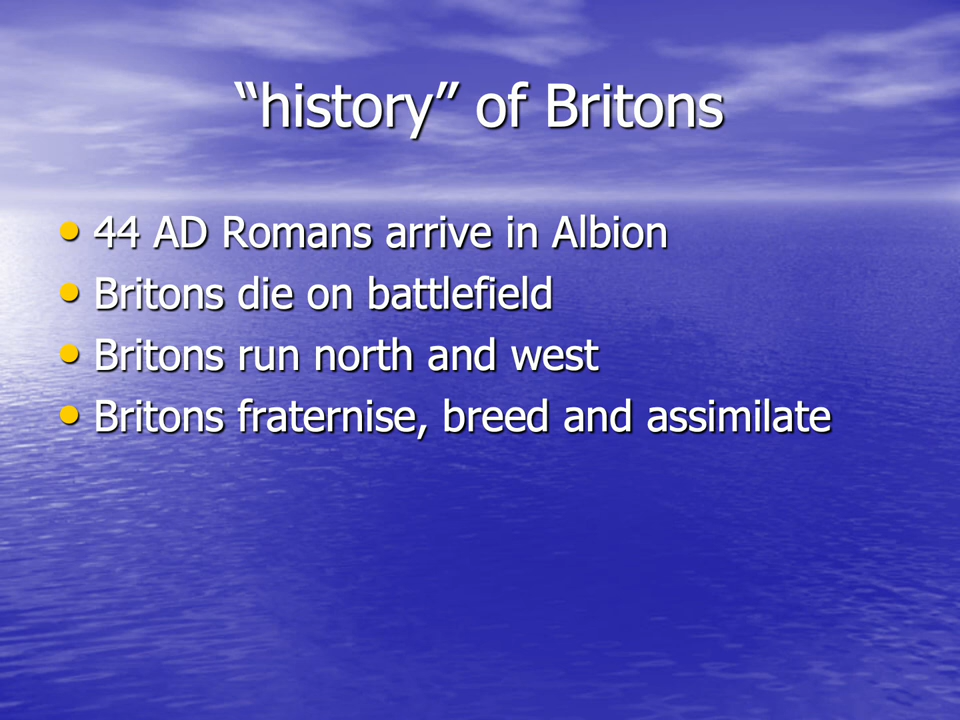 “history” of Britons
• 44 AD Romans arrive in Albion
• Britons die on battlefield
• Britons run north and west
• Britons fraternise, breed and assimilate